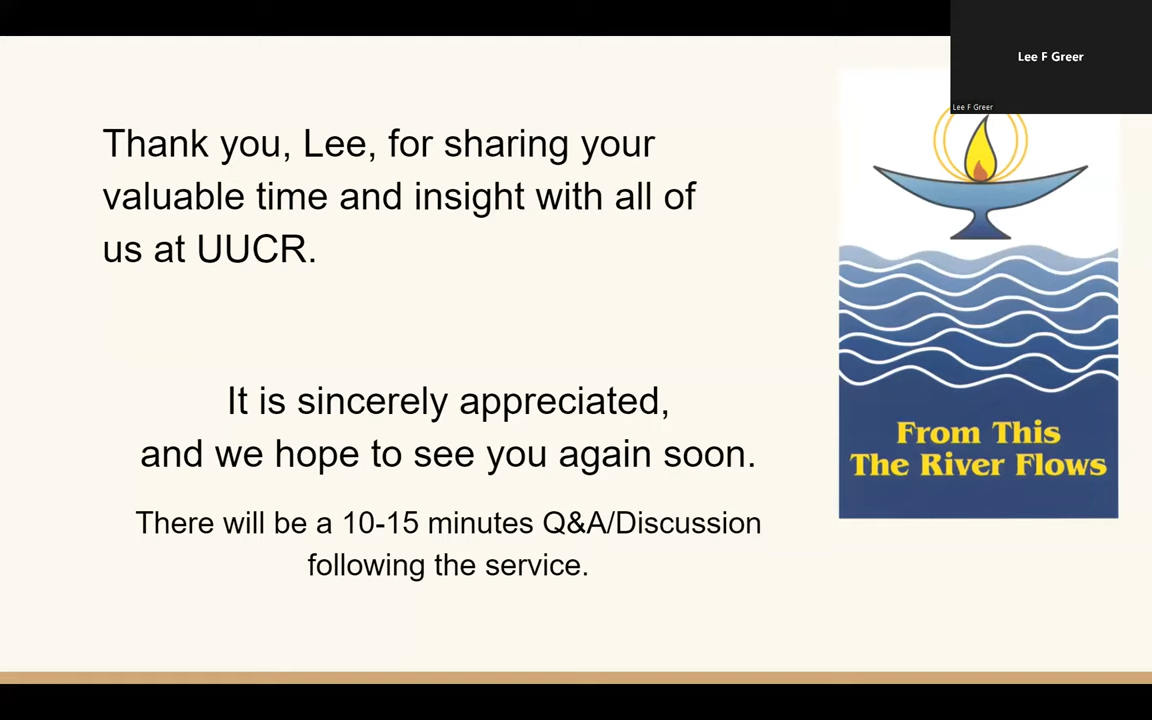 Lee F Greer
Lee F Greer
Thank you, Lee, for sharing your
valuable time and insight with all of
us at UUCR.
It is sincerely appreciated,
and we hope to see you again soon.
There will be a 10-15 minutes Q&A/Discussion
following the service.
From This
The River Flows